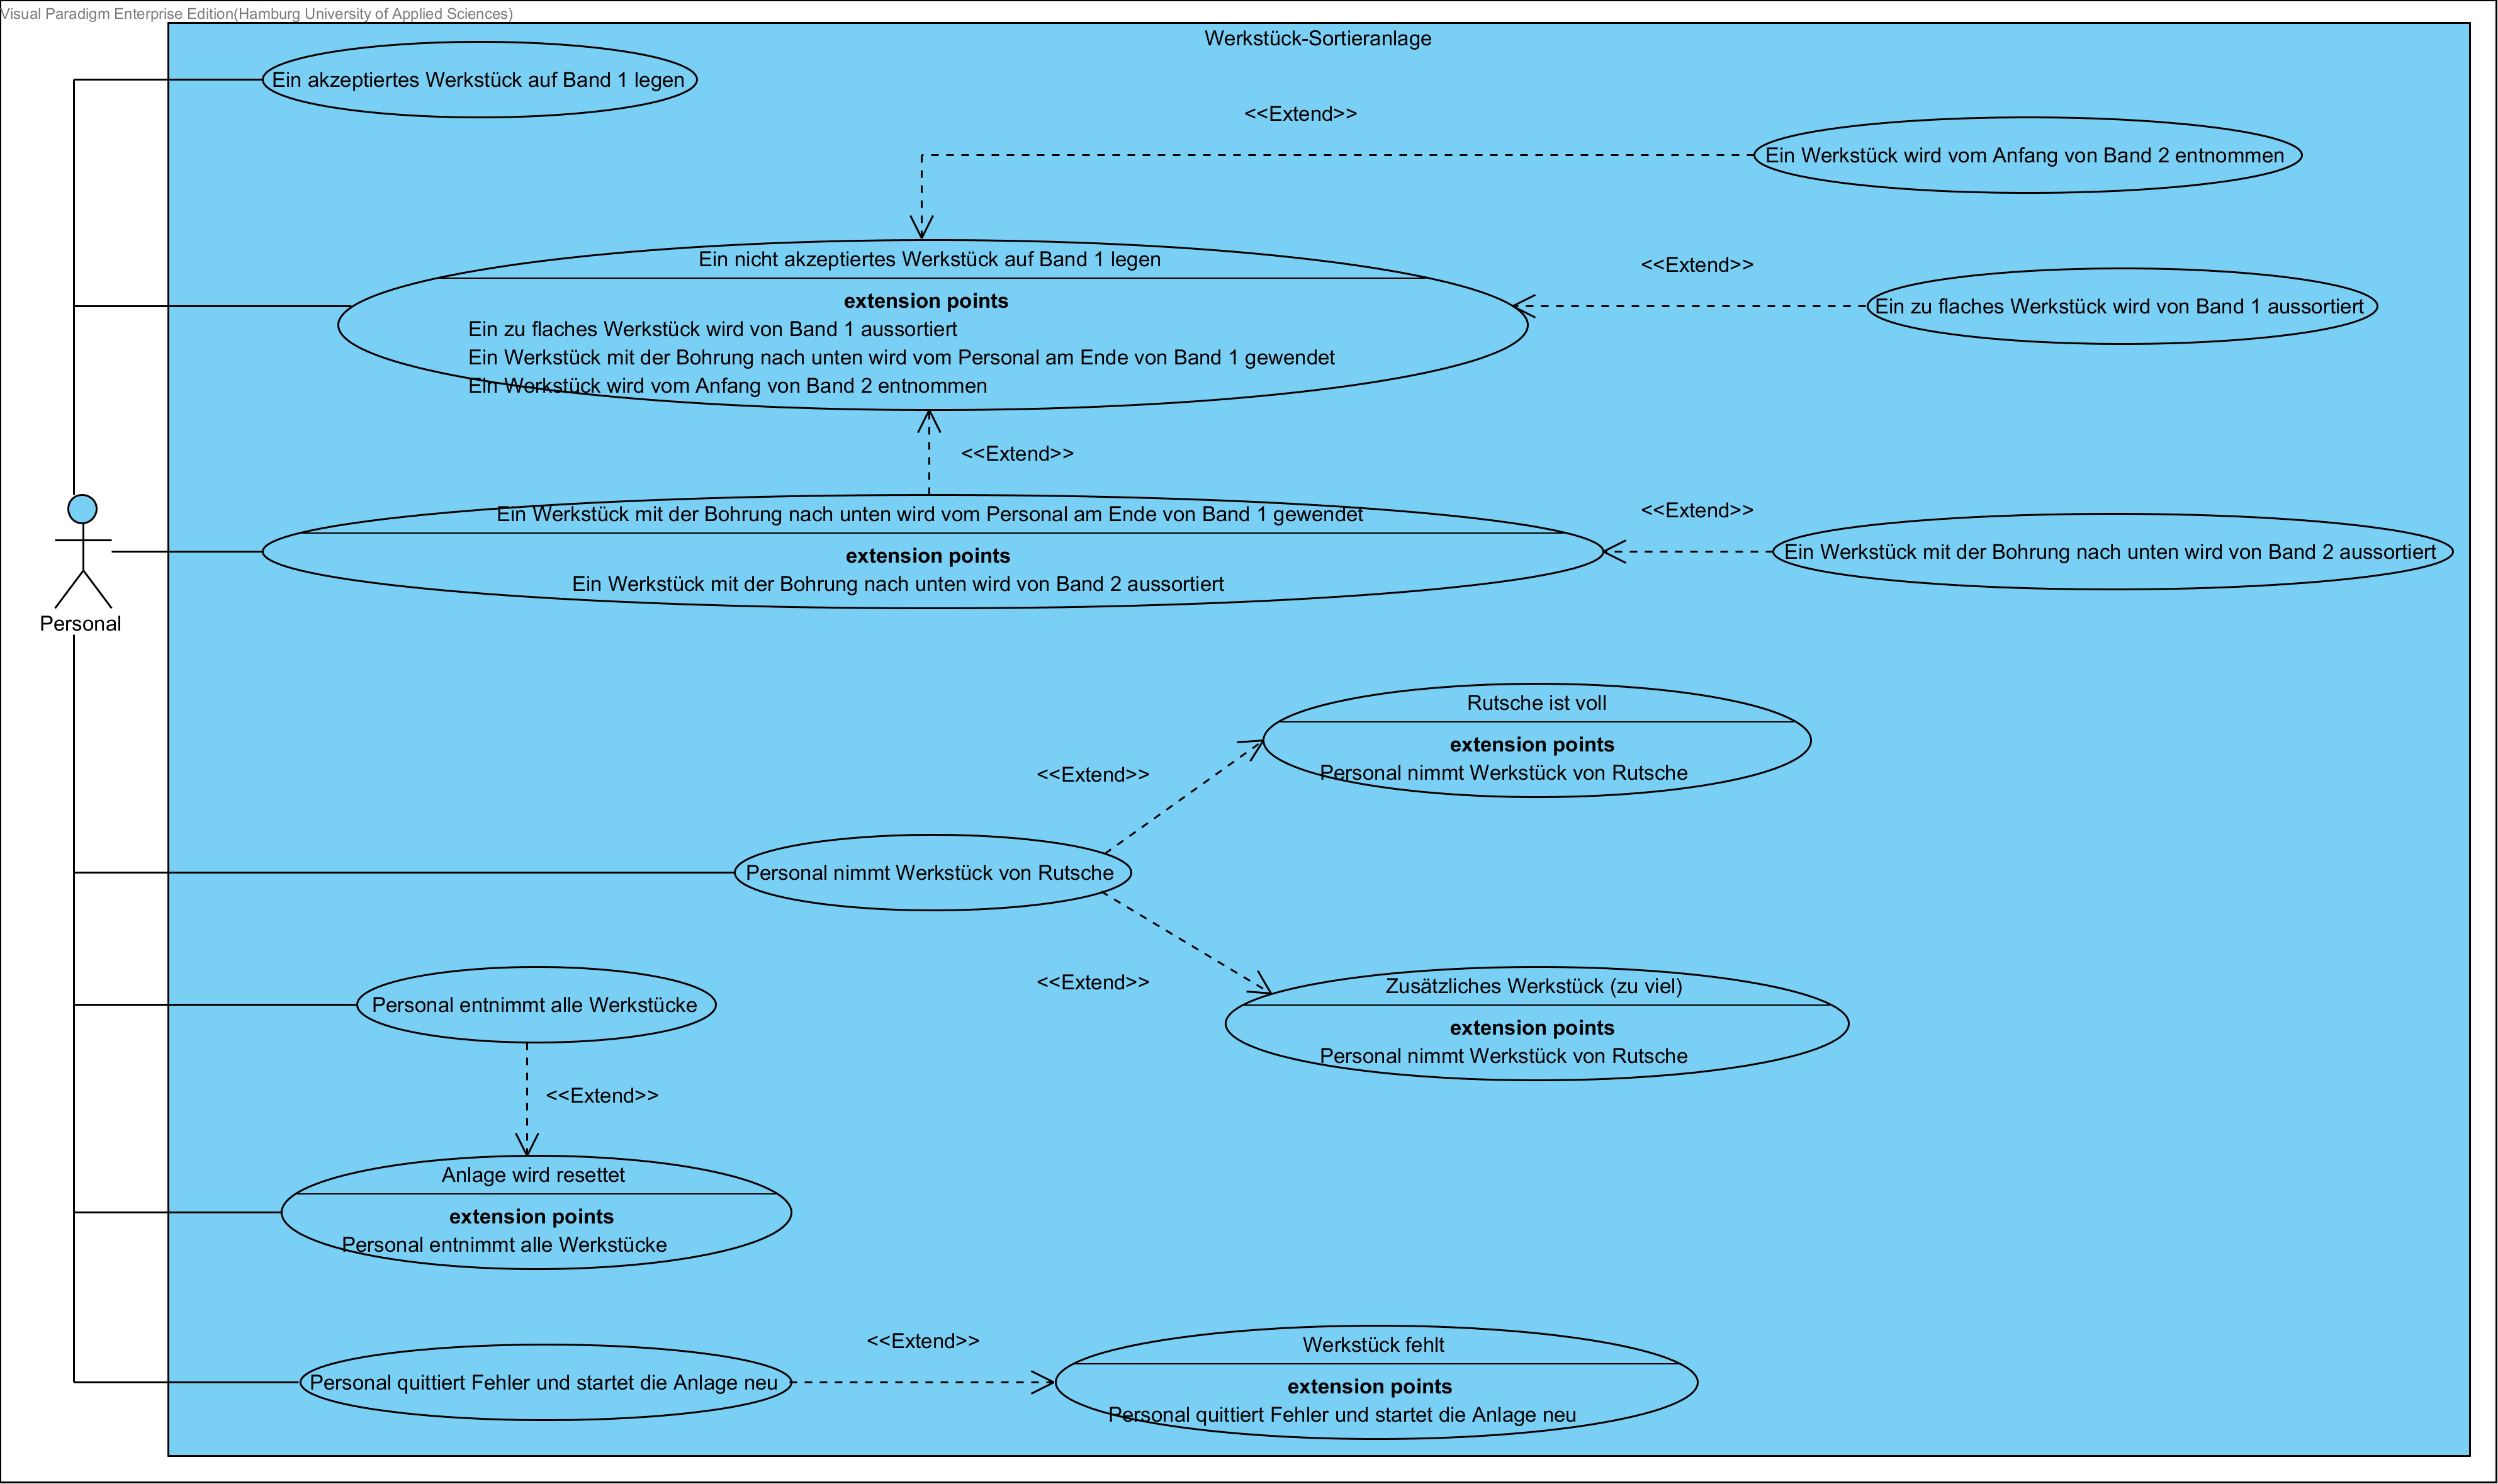 Visual Paradigm Enterprise Edition(Hamburg University of Applied Sciences)
Werkstück-Sortieranlage
Ein akzeptiertes Werkstück auf Band 1 legen
<<Extend>>
Ein Werkstück wird vom Anfang von Band 2 entnommen
Ein nicht akzeptiertes Werkstück auf Band 1 legen
extension points
Ein zu flaches Werkstück wird von Band 1 aussortiert
Ein Werkstück mit der Bohrung nach unten wird vom Personal am Ende von Band 1 gewendet
Ein Werkstück wird vom Anfang von Band 2 entnommen
<<Extend>>
Ein zu flaches Werkstück wird von Band 1 aussortiert
<<Extend>>
Ein Werkstück mit der Bohrung nach unten wird vom Personal am Ende von Band 1 gewendet
extension points
Ein Werkstück mit der Bohrung nach unten wird von Band 2 aussortiert
<<Extend>>
Ein Werkstück mit der Bohrung nach unten wird von Band 2 aussortiert
Personal
Rutsche ist voll
extension points
Personal nimmt Werkstück von Rutsche
<<Extend>>
Personal nimmt Werkstück von Rutsche
<<Extend>>
Zusätzliches Werkstück (zu viel)
extension points
Personal nimmt Werkstück von Rutsche
Personal entnimmt alle Werkstücke
<<Extend>>
Anlage wird resettet
extension points
Personal entnimmt alle Werkstücke
Personal quittiert Fehler und startet die Anlage neu
<<Extend>>
Werkstück fehlt
extension points
Personal quittiert Fehler und startet die Anlage neu